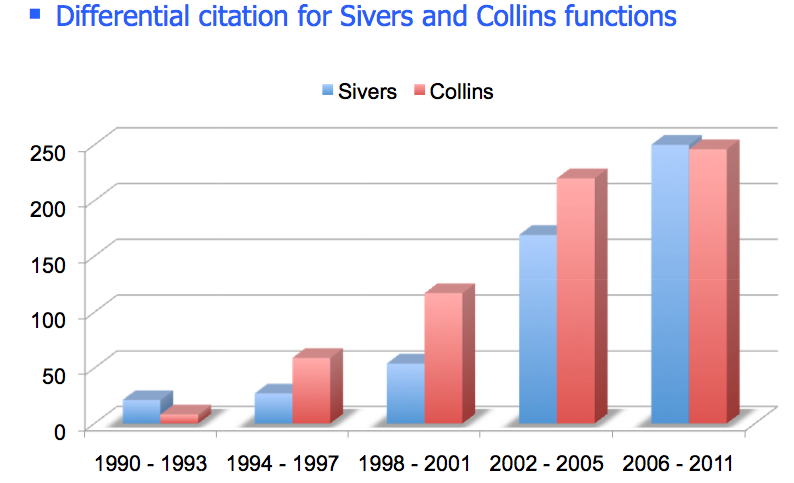 Differential citation for Sivers and Collins functions
Sivers Collins
250
200
150
100
50
0
1990 - 1993 1994 - 1997 1998 - 2001 2002 - 2005 2006 - 2011